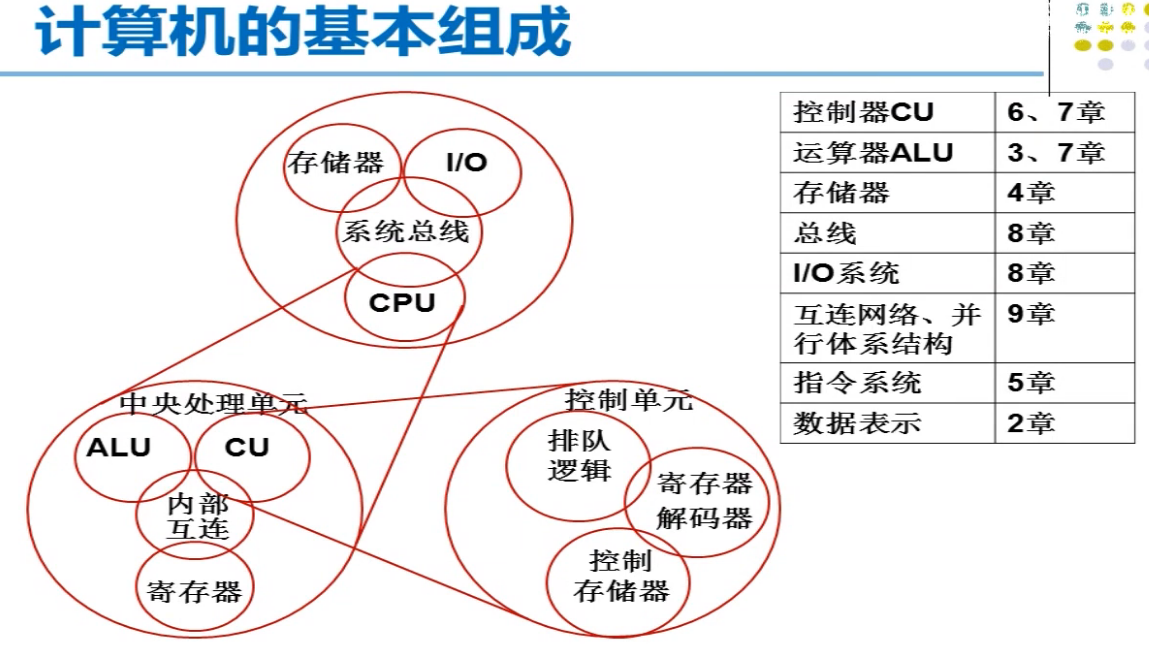 计算机的基本组成
存储器
I/O
系统总线
CPU
中央处理单元
ALU
CU
内部
互连
寄存器
控制单元
排队
逻辑
寄存器
解码器
控制
存储器
控制器CU 6、7章
运算器ALU 3、7章
存储器 4章
总线 8章
I/O系统 8章
互连网络、并 9章
行体系结构
指令系统 5章
数据表示 2章